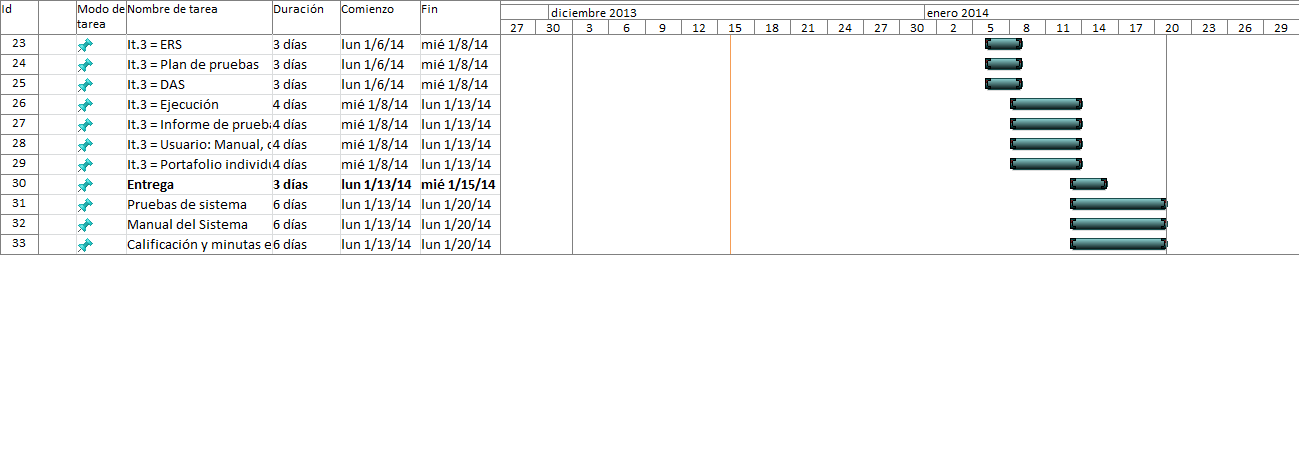 Id Modo de tarea Nombre de tarea Duración Comienzo Fin diciembre 2013 enero 2014
27 30 3 6 9 12 15 18 21 24 27 30 2 5 8 11 14 17 20 23 26 29
23 It.3 = ERS 3 días lun 1/6/14 mié 1/8/14
24 It.3 = Plan de pruebas 3 días lun 1/6/14 mié 1/8/14
25 It.3 = DAS 3 días lun 1/6/14 mié 1/8/14
26 It.3 = Ejecución 4 días mié 1/8/14 lun 1/13/14
27 It.3 = Informe de prueba 4 días mié 1/8/14 lun 1/13/14
28 It.3 = Usuario: Manual, c 4 días mié 1/8/14 lun 1/13/14
29 It.3 = Portafolio individu 4 días mié 1/8/14 lun 1/13/14
30 Entrega 3 días lun 1/13/14 mié 1/15/14
31 Pruebas de sistema 6 días lun 1/13/14 lun 1/20/14
32 Manual del Sistema 6 días lun 1/13/14 lun 1/20/14
33 Calificación y minutas e 6 días lun 1/13/14 lun 1/20/14